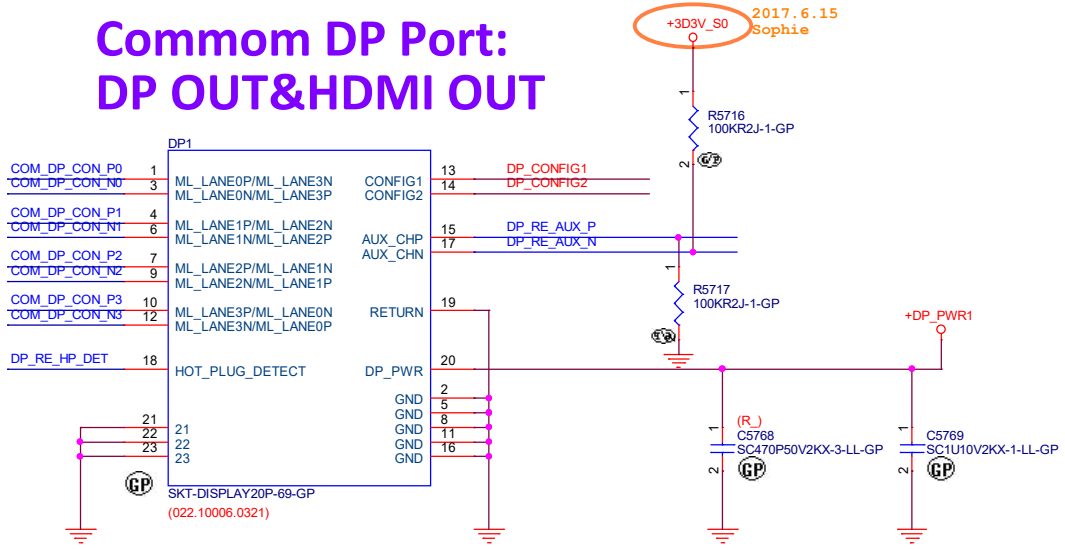 Commom DP Port:
DP OUT&HDMI OUT
+3D3V_S0
2017.6.15
Sophie
1
R5716
100KR2J-1-GP
2
G/P
DP1
COM_DP_CON_P0 1 ML_LANE0P/ML_LANE3N
COM_DP_CON_N0 3 ML_LANE0N/ML_LANE3P
COM_DP_CON_P1 4 ML_LANE1P/ML_LANE2N
COM_DP_CON_N1 6 ML_LANE1N/ML_LANE2P
COM_DP_CON_P2 7 ML_LANE2P/ML_LANE1N
COM_DP_CON_N2 9 ML_LANE2N/ML_LANE1P
COM_DP_CON_P3 10 ML_LANE3P/ML_LANE0N
COM_DP_CON_N3 12 ML_LANE3N/ML_LANE0P
DP_RE_HP_DET 18 HOT_PLUG_DETECT
21 21
22 22
23 23
CONFIG1 13 DP_CONFIG1
CONFIG2 14 DP_CONFIG2
AUX_CHP 15 DP_RE_AUX_P
AUX_CHN 17 DP_RE_AUX_N
RETURN 19
DP_PWR 20
GND 2
GND 5
GND 8
GND 11
GND 16
GP
SKT-DISPLAY20P-69-GP
(022.10006.0321)
1
R5717
100KR2J-1-GP
+DP_PWR1
(R_)
1
C5768
SC470P50V2KX-3-LL-GP
2
GP
1
C5769
SC1U10V2KX-1-LL-GP
2
GP